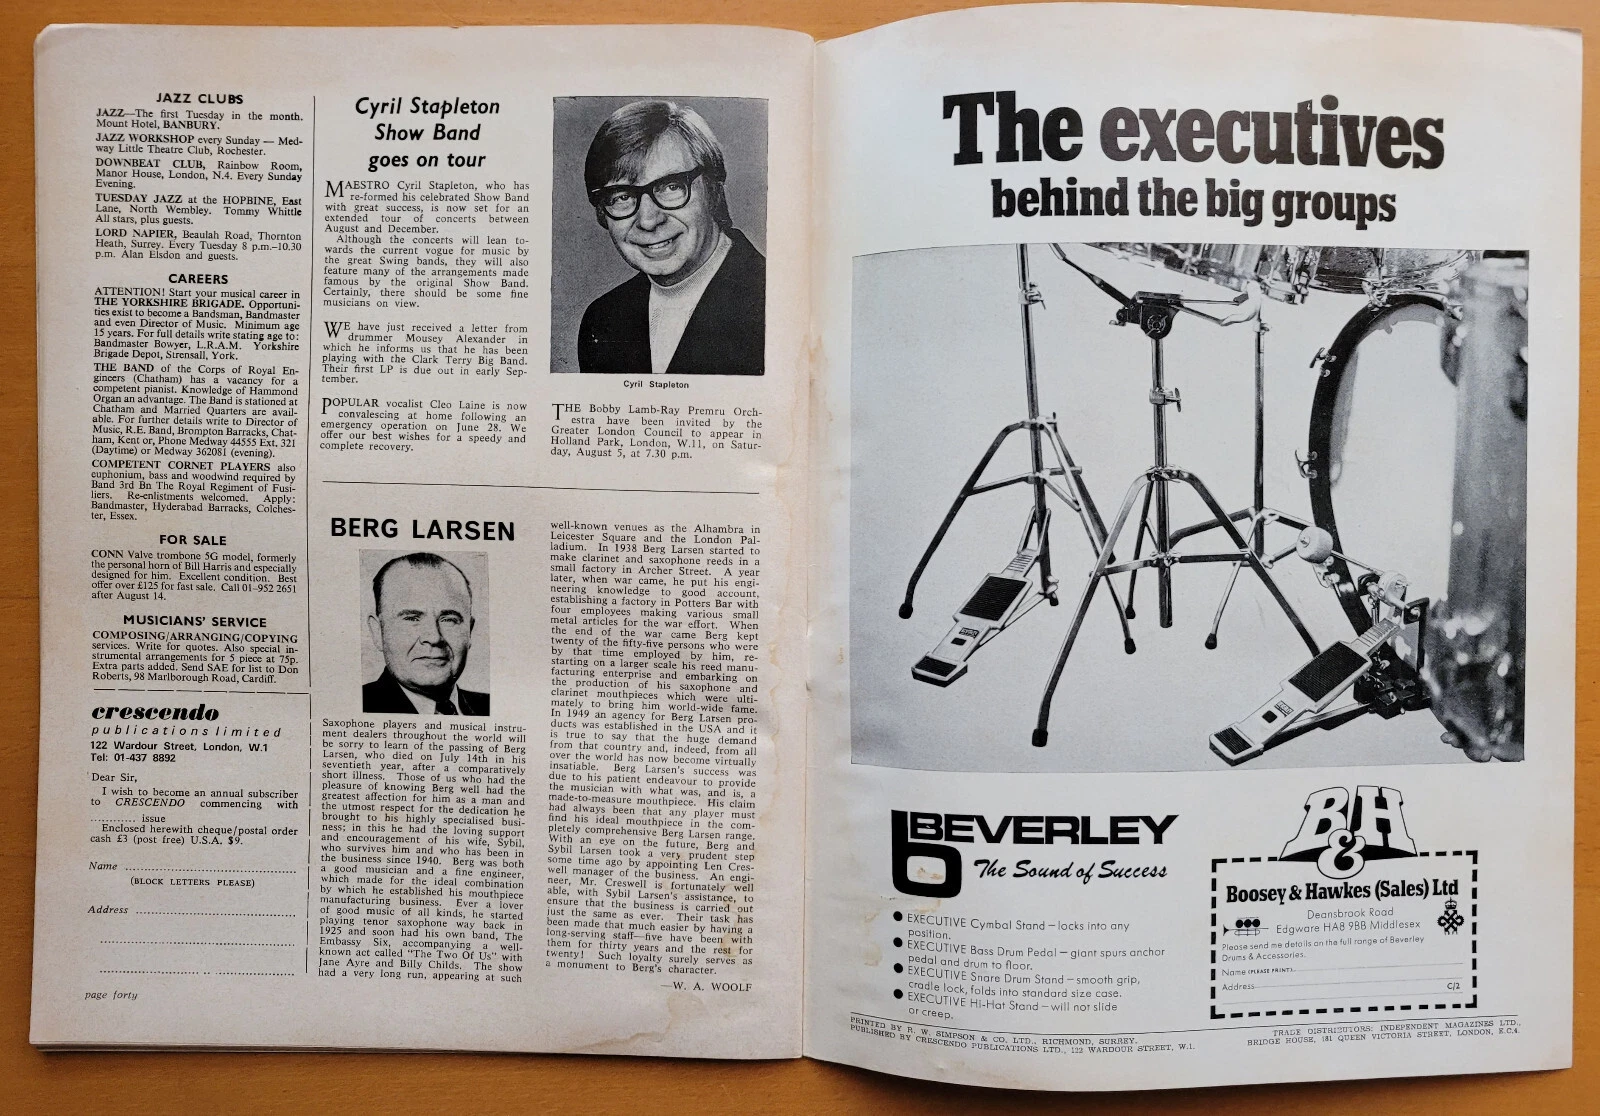 JAZZ CLUBS
JAZZ—The first Tuesday in the month.
Mount Hotel, BANBURY.
JAZZ WORKSHOP every Sunday — Med-
way Little Theatre Club, Rochester.
DOWNBEAT CLUB, Rainbow Room,
Manor House, London, N.4. Every Sunday
Evening.
TUESDAY JAZZ at the HOPBINE, East
Lane, North Wembley. Tommy Whittle
All stars, plus guests.
LORD NAPIER, Beaulah Road, Thornton
Heath, Surrey. Every Tuesday 8 p.m.–10.30
p.m. Alan Elsdon and guests.
CAREERS
ATTENTION! Start your musical career in
THE YORKSHIRE BRIGADE. Opportuni-
ties exist to become a Bandsman, Bandmaster
and even Director of Music. Minimum age
15 years. For full details write stating age to:
Bandmaster Bowyer, L.R.A.M. Yorkshire
Brigade Depot, Strensall, York.
THE BAND of the Corps of Royal En-
gineers (Chatham) has a vacancy for a
competent pianist. Knowledge of Hammond
Organ an advantage. The Band is stationed at
Chatham and Married Quarters are avail-
able. For further details write to Director of
Music, R.E. Band, Brompton Barracks, Chat-
ham, Kent or, Phone Medway 44555 Ext, 321
(Daytime) or Medway 362081 (evening).
COMPETENT CORNET PLAYERS also
euphonium, bass and woodwind required by
Band 3rd Bn The Royal Regiment of Fusi-
liers. Re-enlistments welcomed. Apply:
Bandmaster, Hyderabad Barracks, Colches-
ter, Essex.
FOR SALE
CONN Valve trombone 5G model, formerly
the personal horn of Bill Harris and especially
designed for him. Excellent condition. Best
offer over £125 for fast sale. Call 01–952 2651
after August 14.
MUSICIANS' SERVICE
COMPOSING/ARRANGING/COPYING
services. Write for quotes. Also special in-
strumental arrangements for 5 piece at 75p.
Extra parts added. Send SAE for list to Don
Roberts, 98 Marlborough Road, Cardiff.
crescendo
publications limited
122 Wardour Street, London, W.1
Tel: 01-437 8892
Dear Sir,
I wish to become an annual subscriber
to CRESCENDO commencing with
............ issue
Enclosed herewith cheque/postal order
cash £3 (post free) U.S.A. $9.
Name
(BLOCK LETTERS PLEASE)
Address
page forty
Cyril Stapleton
Show Band
goes on tour
MAESTRO Cyril Stapleton, who has
re-formed his celebrated Show Band
with great success, is now set for an
extended tour of concerts between
August and December.
Although the concerts will lean to-
wards the current vogue for music by
the great Swing bands, they will also
feature many of the arrangements made
famous by the original Show Band.
Certainly, there should be some fine
musicians on view.
WE have just received a letter from
drummer Mousey Alexander in
which he informs us that he has been
playing with the Clark Terry Big Band.
Their first LP is due out in early Sep-
tember.
POPULAR vocalist Cleo Laine is now
convalescing at home following an
emergency operation on June 28. We
offer our best wishes for a speedy and
complete recovery.
Cyril Stapleton
THE Bobby Lamb-Ray Premru Orch-
estra have been invited by the
Greater London Council to appear in
Holland Park, London, W.11, on Satur-
day, August 5, at 7.30 p.m.
BERG LARSEN
Saxophone players and musical instru-
ment dealers throughout the world will
be sorry to learn of the passing of Berg
Larsen, who died on July 14th in his
seventieth year, after a comparatively
short illness. Those of us who had the
pleasure of knowing Berg well had the
greatest affection for him as a man and
the utmost respect for the dedication he
brought to his highly specialised busi-
ness; in this he had the loving support
and encouragement of his wife, Sybil,
who survives him and who has been in
the business since 1940. Berg was both
a good musician and a fine engineer,
which made for the ideal combination
by which he established his mouthpiece
manufacturing business. Ever a lover
of good music of all kinds, he started
playing tenor saxophone way back in
1925 and soon had his own band, The
Embassy Six, accompanying a well-
known act called "The Two Of Us" with
Jane Ayre and Billy Childs. The show
had a very long run, appearing at such
well-known venues as the Alhambra in
Leicester Square and the London Pal-
ladium. In 1938 Berg Larsen started to
make clarinet and saxophone reeds in a
small factory in Archer Street. A year
later, when war came, he put his engi-
neering knowledge to good account,
establishing a factory in Potters Bar with
four employees making various small
metal articles for the war effort. When
the end of the war came Berg kept
twenty of the fifty-five persons who were
by that time employed by him, re-
starting on a larger scale his reed manu-
facturing enterprise and embarking on
the production of his saxophone and
clarinet mouthpieces which were ulti-
mately to bring him world-wide fame.
In 1949 an agency for Berg Larsen pro-
ducts was established in the USA and it
is true to say that the huge demand
from that country and, indeed, from all
over the world has now become virtually
insatiable. Berg Larsen's success was
due to his patient endeavour to provide
the musician with what was, and is, a
made-to-measure mouthpiece. His claim
had always been that any player must
find his ideal mouthpiece in the com-
pletely comprehensive Berg Larsen range.
With an eye on the future, Berg and
Sybil Larsen took a very prudent step
some time ago by appointing Len Cres-
well manager of the business. An engi-
neer, Mr. Creswell is fortunately well
able, with Sybil Larsen's assistance, to
ensure that the business is carried out
just the same as ever. Their task has
been made that much easier by having a
long-serving staff—five have been with
them for thirty years and the rest for
twenty! Such loyalty surely serves as
a monument to Berg's character.
—W. A. WOOLF
The executives
behind the big groups
BEVERLEY
The Sound of Success
● EXECUTIVE Cymbal Stand – locks into any
position.
● EXECUTIVE Bass Drum Pedal – giant spurs anchor
pedal and drum to floor.
● EXECUTIVE Snare Drum Stand – smooth grip,
cradle lock, folds into standard size case.
● EXECUTIVE Hi-Hat Stand – will not slide
or creep.
B&H
Boosey & Hawkes (Sales) Ltd
Deansbrook Road
Edgware HA8 9BB Middlesex
Please send me details on the full range of Beverley
Drums & Accessories.
Name (PLEASE PRINT)
Address
C/2
PRINTED BY R. W. SIMPSON & CO. LTD., RICHMOND, SURREY.
PUBLISHED BY CRESCENDO PUBLICATIONS LTD., 122 WARDOUR STREET, W.1.
TRADE DISTRIBUTORS: INDEPENDENT MAGAZINES LTD.,
BRIDGE HOUSE, 181 QUEEN VICTORIA STREET, LONDON, E.C.4.